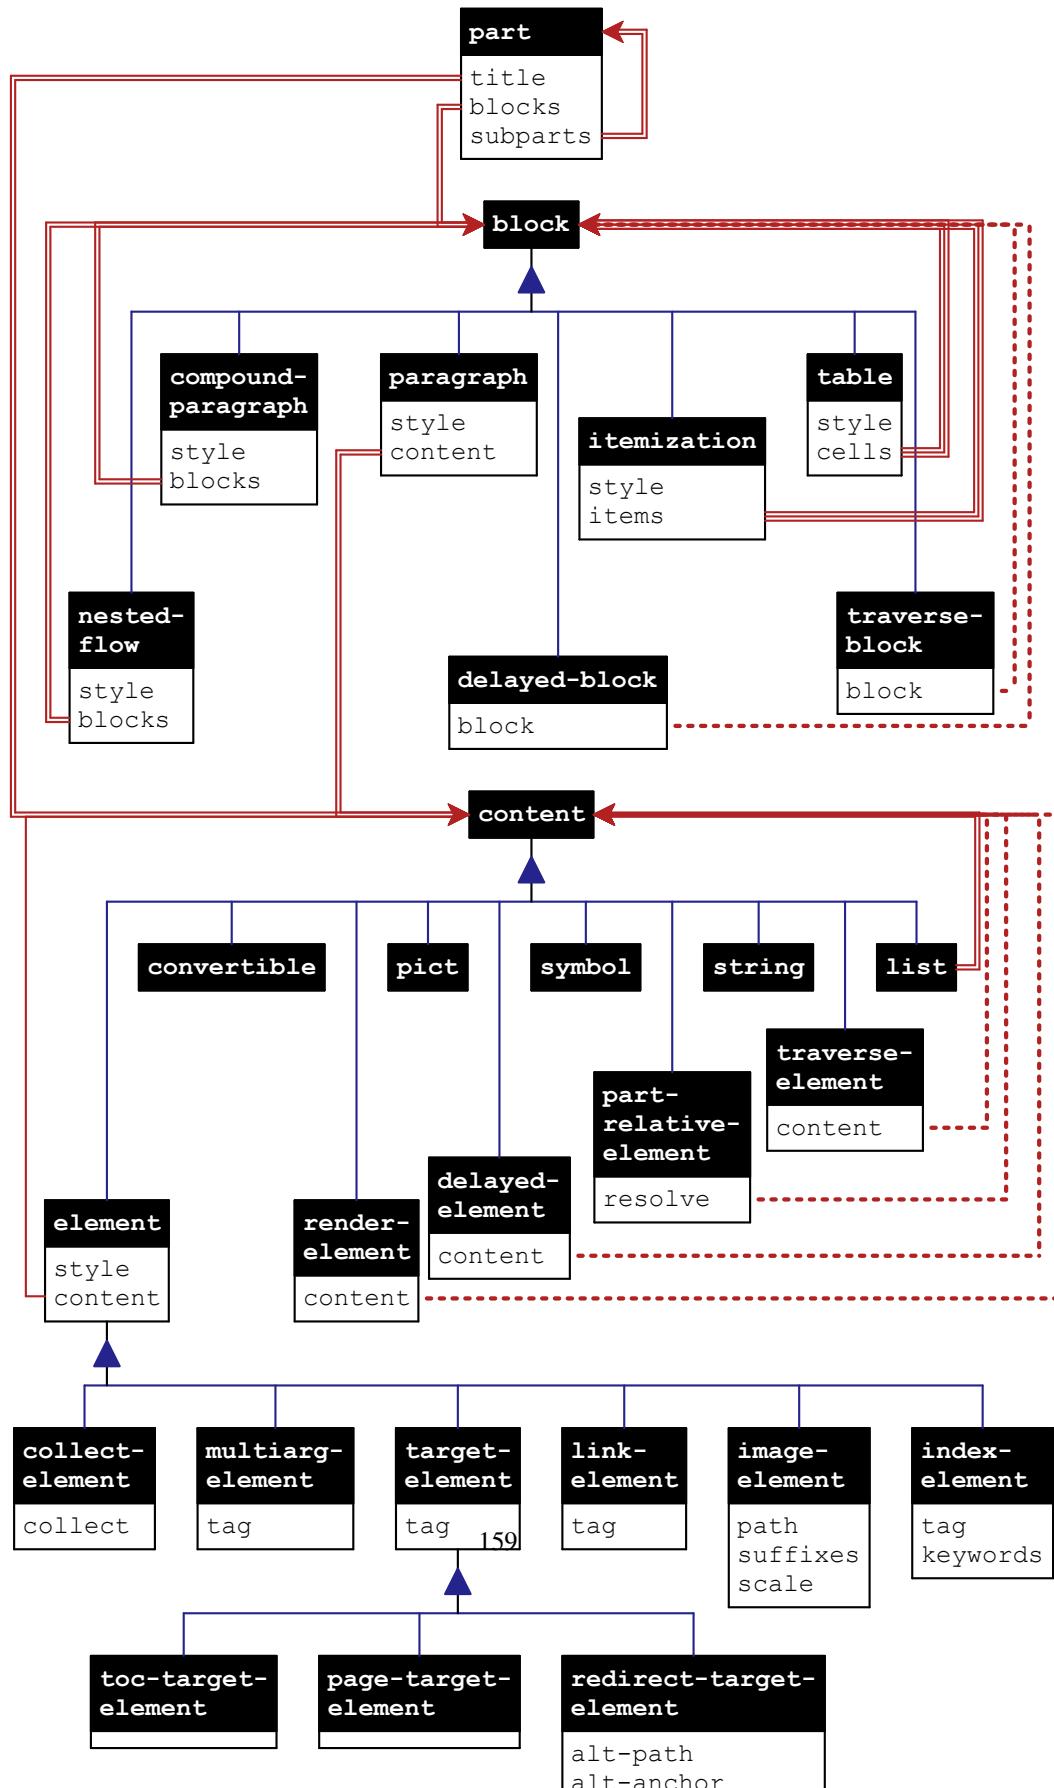 part
title
blocks
subparts
block
compound-
paragraph
style
blocks
paragraph
style
content
itemization
style
items
table
style
cells
nested-
flow
style
blocks
delayed-block
block
traverse-
block
block
content
convertible
pict
symbol
string
list
traverse-
element
content
part-
relative-
element
resolve
delayed-
element
content
element
style
content
render-
element
content
collect-
element
collect
multiarg-
element
tag
target-
element
tag
159
link-
element
tag
image-
element
path
suffixes
scale
index-
element
tag
keywords
toc-target-
element
page-target-
element
redirect-target-
element
alt-path
alt-anchor